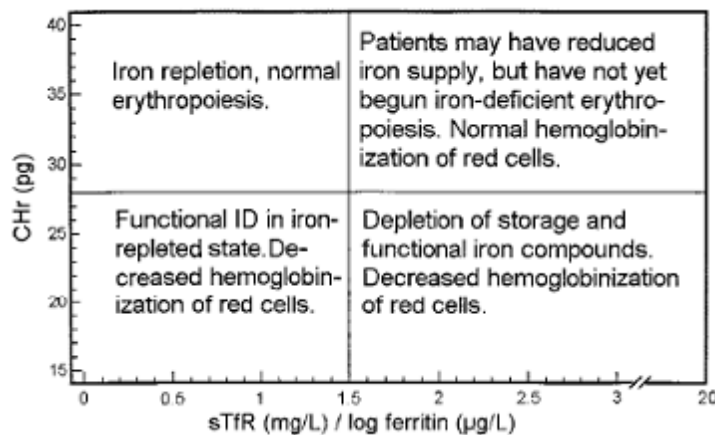 40
35
30
25
20
15
CHr (pg)
Iron repletion, normal
erythropoiesis.
Patients may have reduced
iron supply, but have not yet
begun iron-deficient erythro-
poiesis. Normal hemoglobin-
ization of red cells.
Functional ID in iron-
repleted state.De-
creased hemoglobin-
ization of red cells.
Depletion of storage and
functional iron compounds.
Decreased hemoglobinization
of red cells.
0 0.5 1 1.5 2 2.5 3 20
sTfR (mg/L) / log ferritin (µg/L)